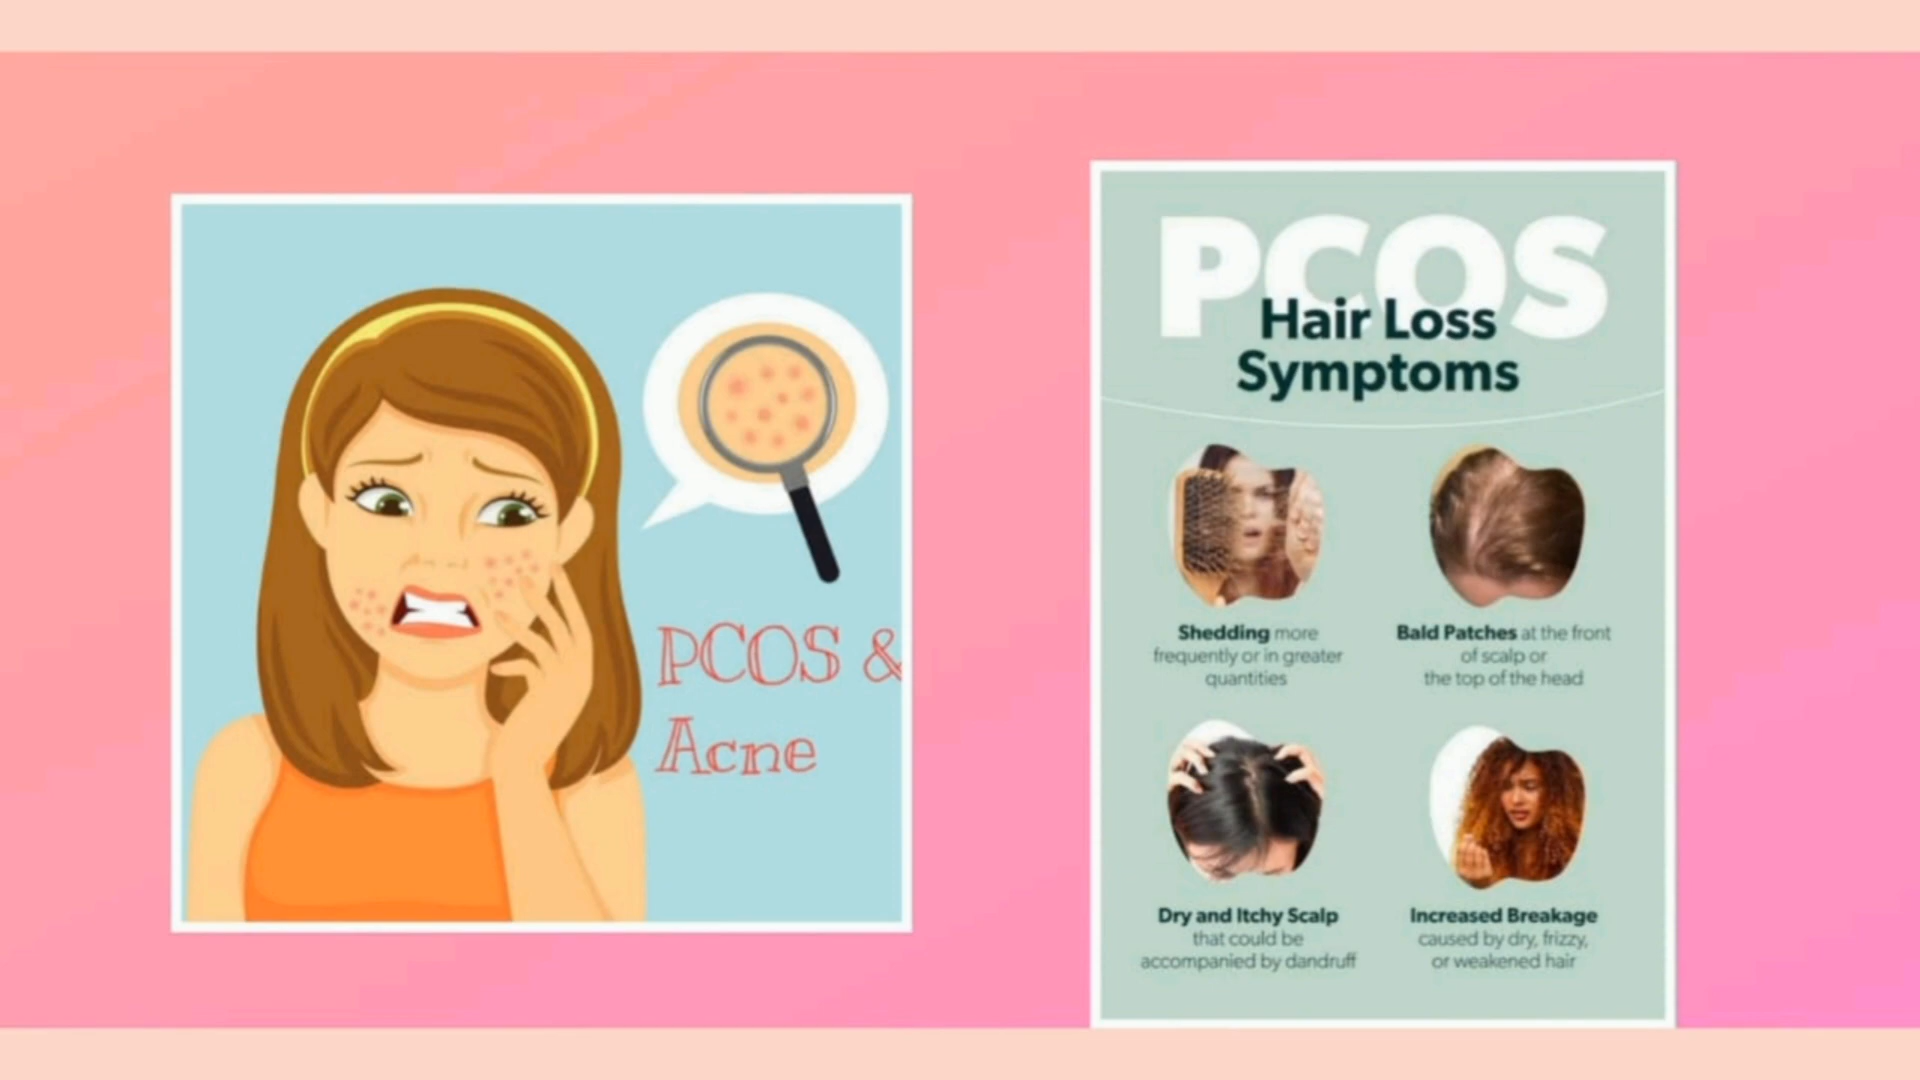 PCOS &
Acne
PCOS
Hair Loss
Symptoms
Shedding more
frequently or in greater
quantities
Bald Patches at the front
of scalp or
the top of the head
Dry and Itchy Scalp
that could be
accompanied by dandruff
Increased Breakage
caused by dry, frizzy,
or weakened hair